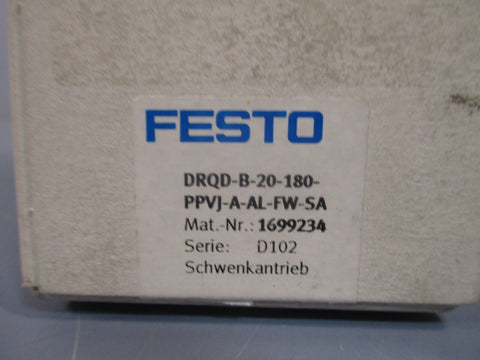 FESTO
DRQD-B-20-180-
PPVJ-A-AL-FW-SA
Mat.-Nr.: 1699234
Serie: D102
Schwenkantrieb